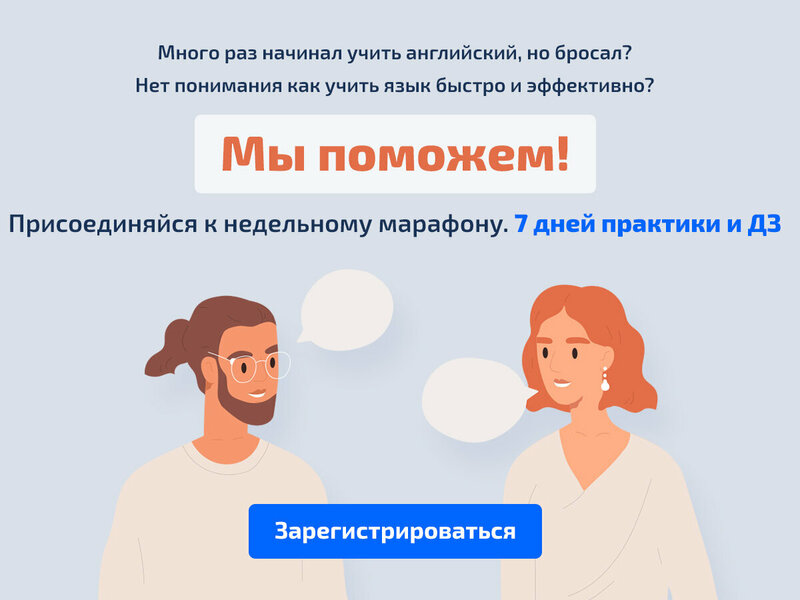 Много раз начинал учить английский, но бросал?
Нет понимания как учить язык быстро и эффективно?
Мы поможем!
Присоединяйся к недельному марафону. 7 дней практики и ДЗ
Зарегистрироваться